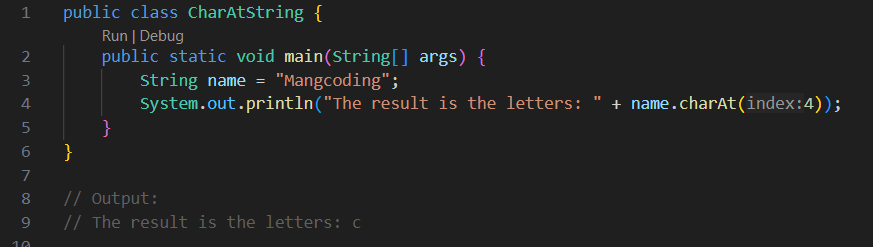 1 public class CharAtString {
Run | Debug
2 public static void main(String[] args) {
3 String name = "Mangcoding";
4 System.out.println("The result is the letters: " + name.charAt(index:4));
5 }
6 }
7
8 // Output:
9 // The result is the letters: c
10